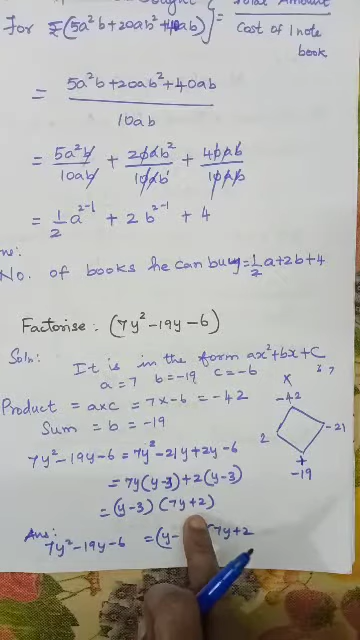 For ₹(5a²b+20ab²+40ab) } = Total Amount / Cost of 1 note book
= 5a²b+20ab²+40ab / 10ab
= 5a²b / 10ab + 20ab² / 10ab + 40ab / 10ab
= 1/2 a²⁻¹ + 2b²⁻¹ + 4
No. of books he can buy = 1/2 a+2b+4
Factorise : (7y²-19y-6)
Soln: It is in the form ax²+bx+C
a=7 b=-19 c=-6
Product = axc = 7x-6 = -42
Sum = b = -19
x
-42
2
-21
+
-19
7y²-19y-6 = 7y²-21y+2y-6
= 7y(y-3)+2(y-3)
= (y-3) (7y+2)
Ans: 7y²-19y-6 = (y- 7y+2